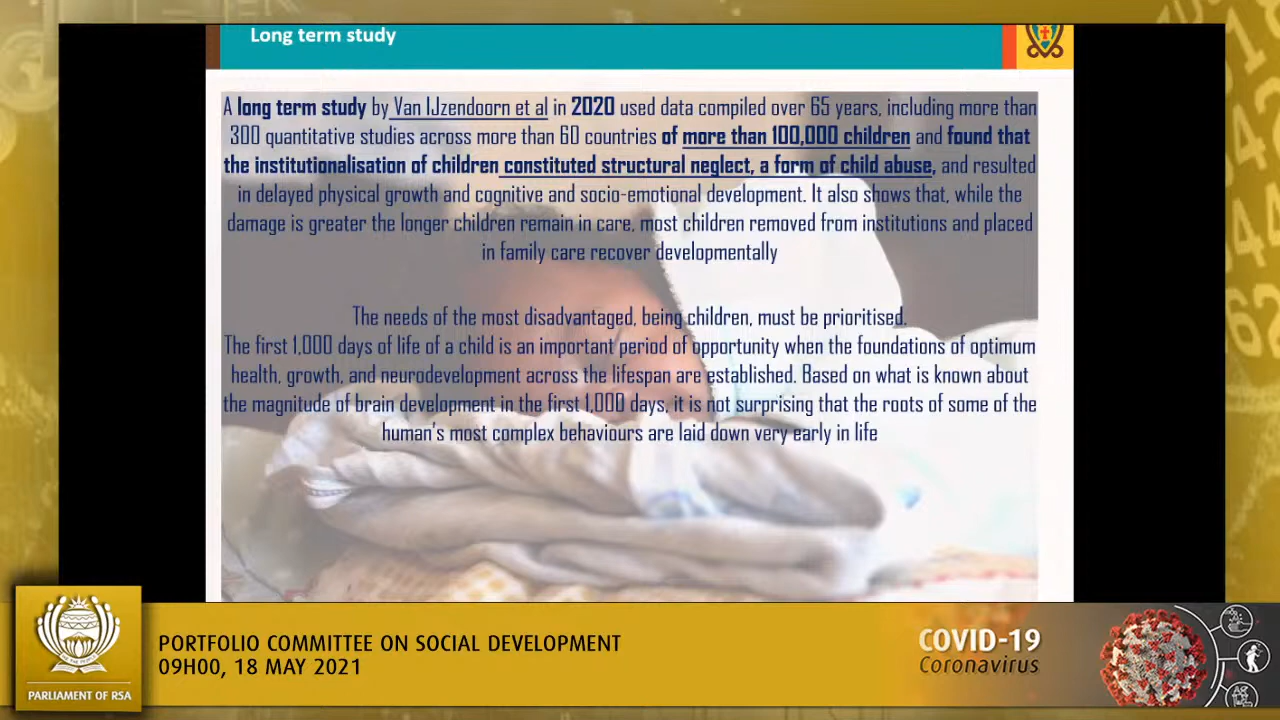 Long term study
A long term study by Van IJzendoorn et al in 2020 used data compiled over 65 years, including more than
300 quantitative studies across more than 60 countries of more than 100,000 children and found that
the institutionalisation of children constituted structural neglect, a form of child abuse, and resulted
in delayed physical growth and cognitive and socio-emotional development. It also shows that, while the
damage is greater the longer children remain in care, most children removed from institutions and placed
in family care recover developmentally
The needs of the most disadvantaged, being children, must be prioritised.
The first 1,000 days of life of a child is an important period of opportunity when the foundations of optimum
health, growth, and neurodevelopment across the lifespan are established. Based on what is known about
the magnitude of brain development in the first 1,000 days, it is not surprising that the roots of some of the
human's most complex behaviours are laid down very early in life
PORTFOLIO COMMITTEE ON SOCIAL DEVELOPMENT
09H00, 18 MAY 2021
PARLIAMENT OF RSA
COVID-19
Coronavirus